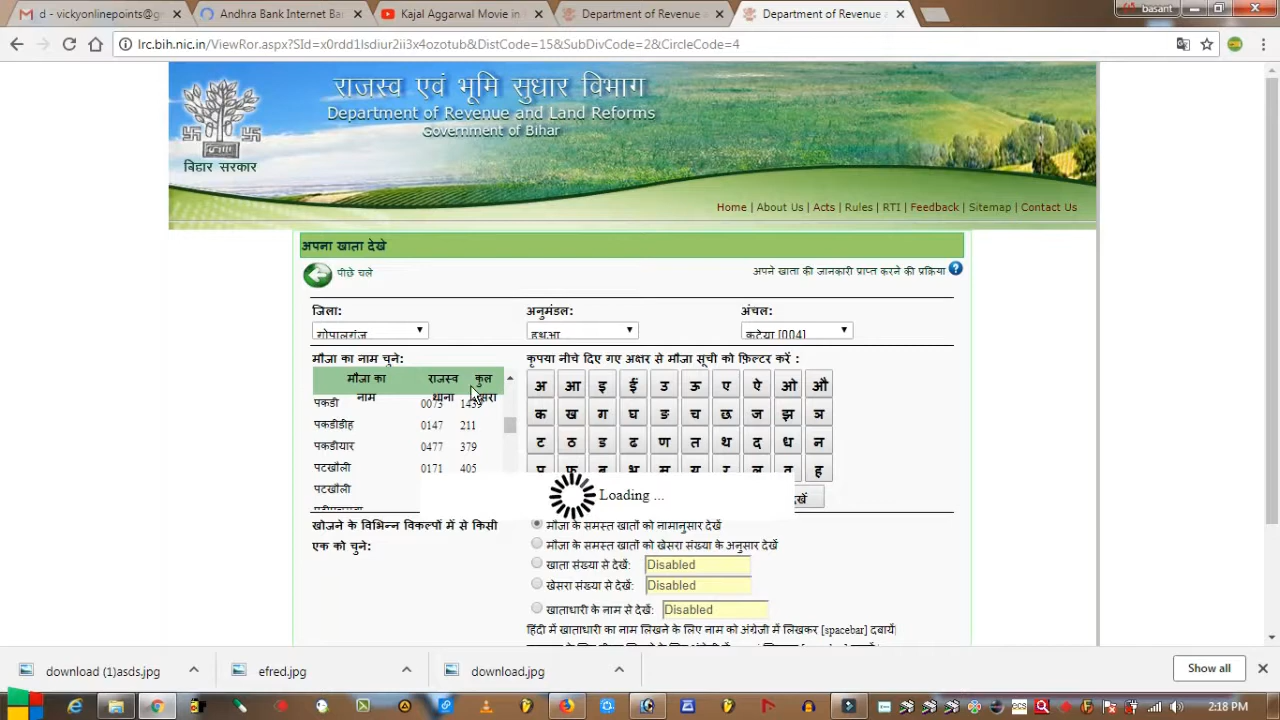 d - vickyonlinepoints@g
Andhra Bank Internet Ba
Kajal Aggarwal Movie in
Department of Revenue a
Department of Revenue a
basant
lrc.bih.nic.in/ViewRor.aspx?SId=x0rdd1lsdiur2ii3x4ozotub&DistCode=15&SubDivCode=2&CircleCode=4
राजस्व एवं भूमि सुधार विभाग
Department of Revenue and Land Reforms
Government of Bihar
बिहार सरकार
Home | About Us | Acts | Rules | RTI | Feedback | Sitemap | Contact Us
अपना खाता देखे
पीछे चले
अपने खाता की जानकारी प्राप्त करने की प्रक्रिया
जिला: अनुमंडल: अंचल:
गोपालगंज हथुआ कटेया [004]
मौजा का नाम चुने: कृपया नीचे दिए गए अक्षर से मौजा सूची को फ़िल्टर करें :
मौजा का नाम राजस्व थाना कुल
अ आ इ ई उ ऊ ए ऐ ओ औ
पकडी 0073 1439
क ख ग घ ङ च छ ज झ ञ
पकडीडीह 0147 211
पकडीयार 0477 379
ट ठ ड ढ ण त थ द ध न
पटखौली 0171 405
प फ ब भ म य र ल व ह
पटखौली
Loading ...
खोजने के विभिन्न विकल्पों में से किसी
एक को चुने:
मौजा के समस्त खातों को नामानुसार देखें
मौजा के समस्त खातों को खेसरा संख्या के अनुसार देखें
खाता संख्या से देखें: Disabled
खेसरा संख्या से देखें: Disabled
खाताधारी के नाम से देखें: Disabled
हिंदी में खाताधारी का नाम लिखने के लिए नाम को अंग्रेजी में लिखकर [spacebar] दबायें
download (1)asds.jpg
efred.jpg
download.jpg
Show all
2:18 PM